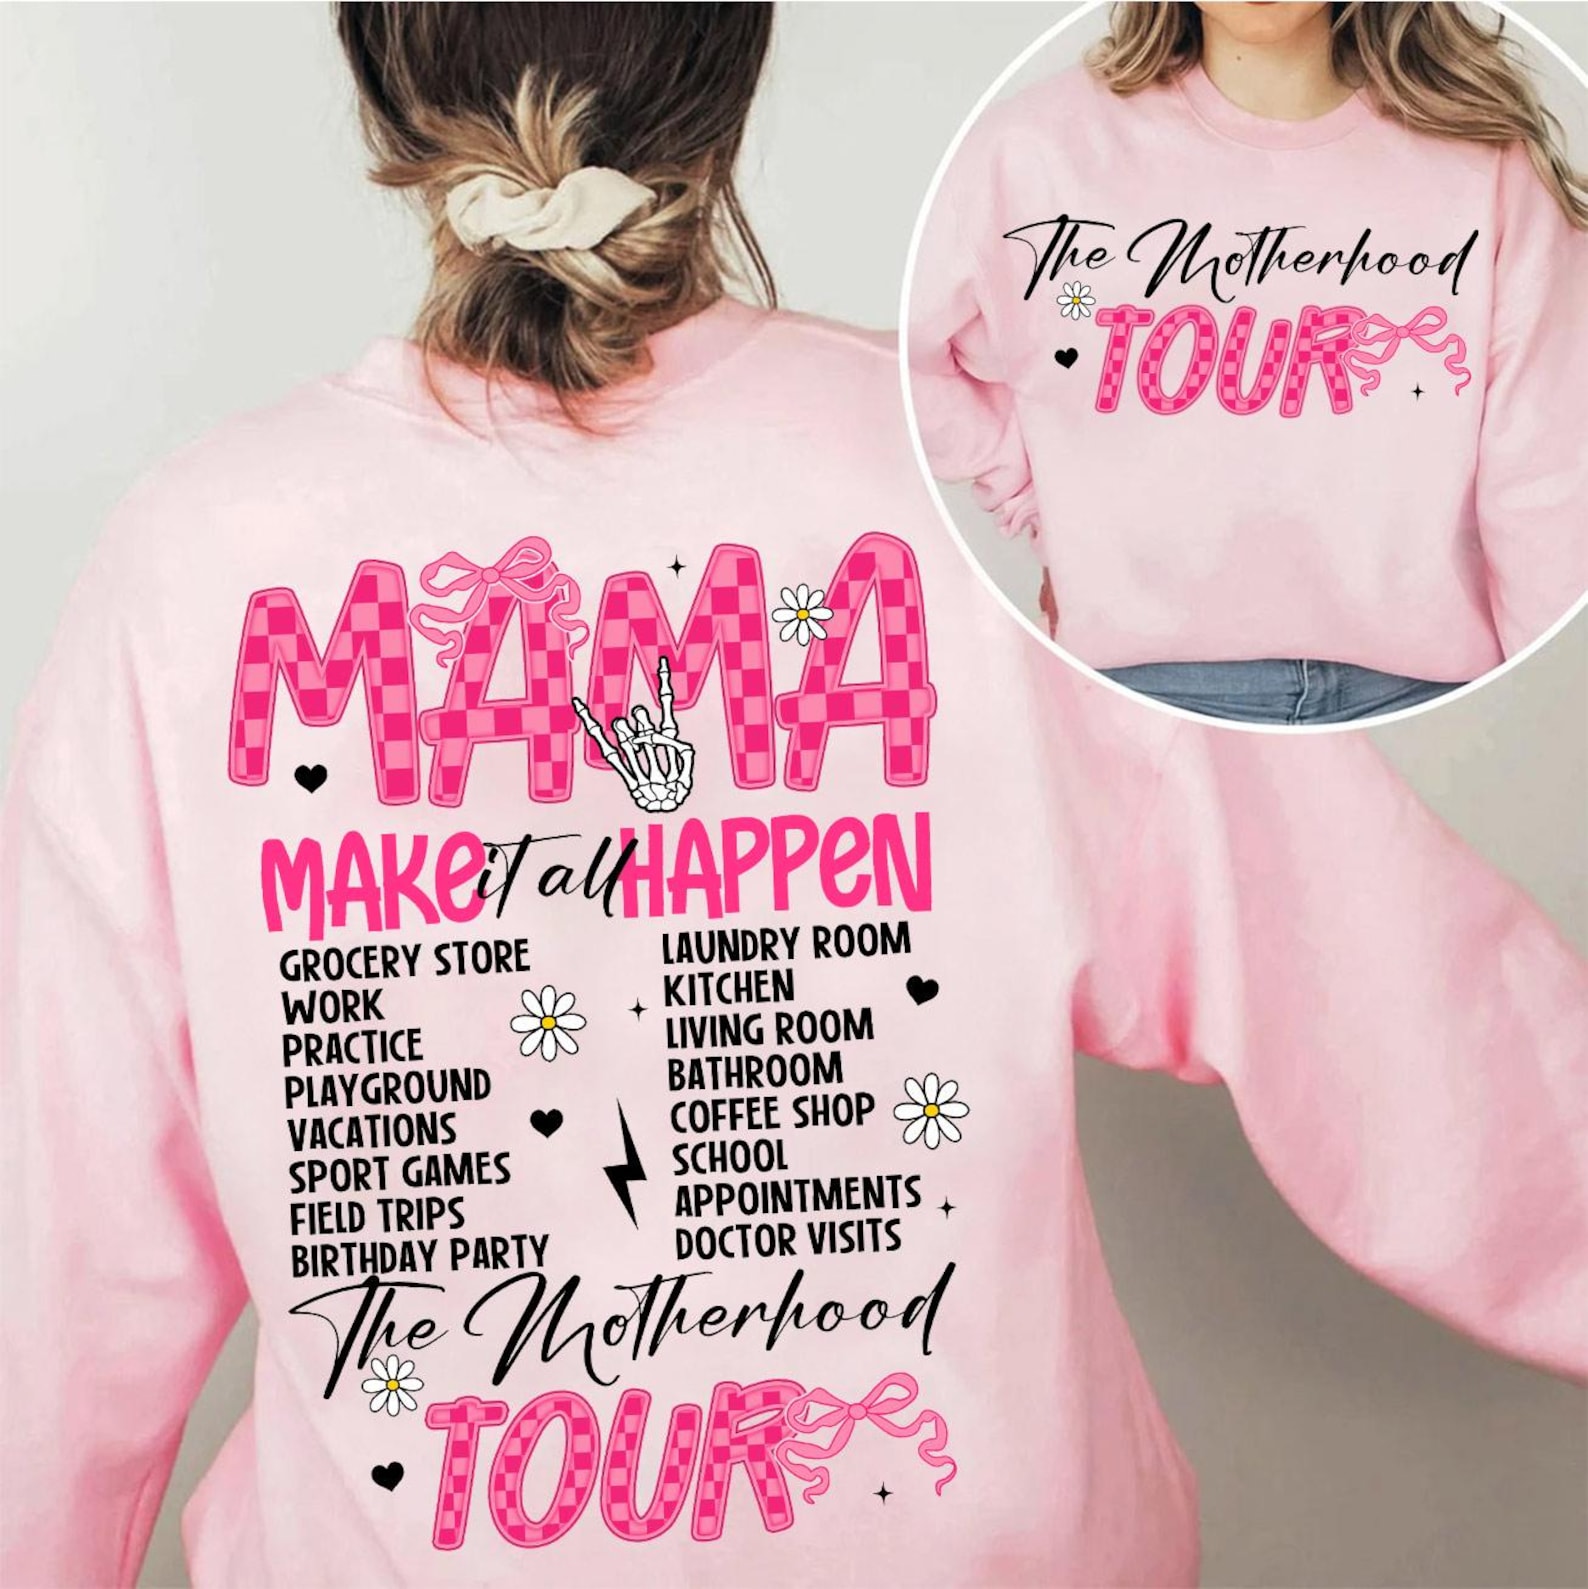 MAMA
MAKE it all HAPPEN
GROCERY STORE
WORK
PRACTICE
PLAYGROUND
VACATIONS
SPORT GAMES
FIELD TRIPS
BIRTHDAY PARTY
LAUNDRY ROOM
KITCHEN
LIVING ROOM
BATHROOM
COFFEE SHOP
SCHOOL
APPOINTMENTS
DOCTOR VISITS
The Motherhood
TOUR
The Motherhood
TOUR